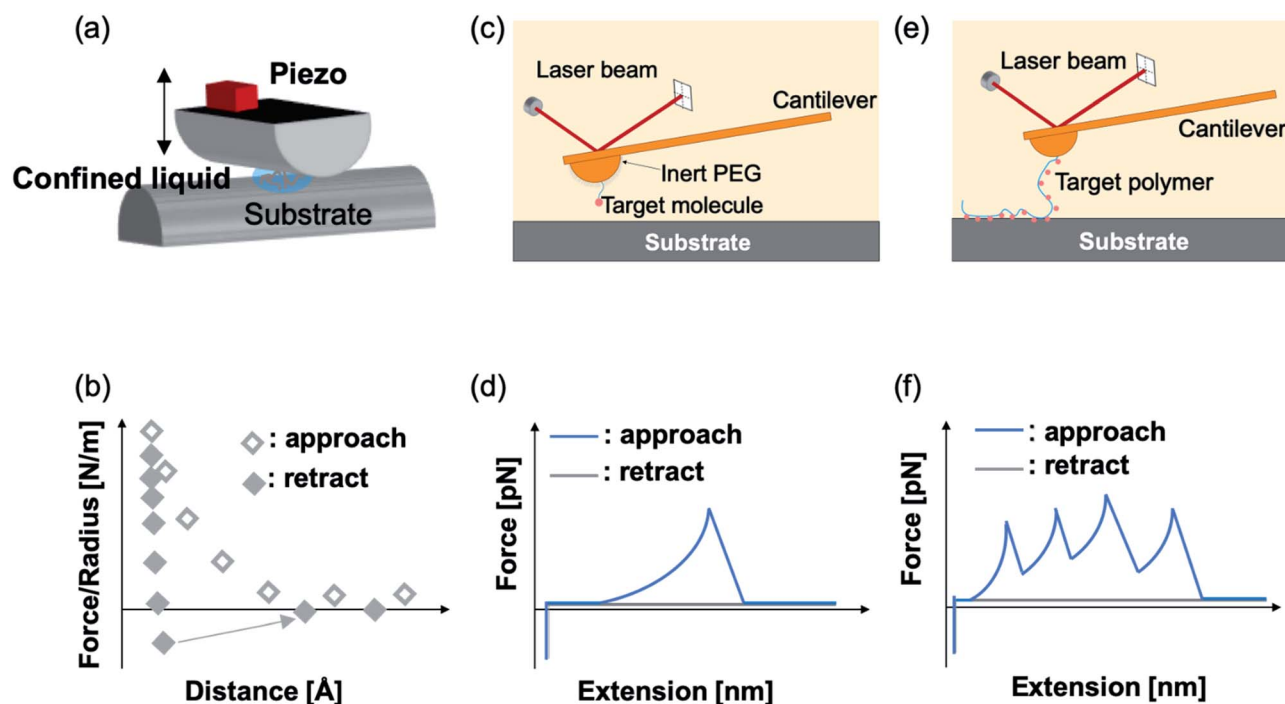 (a)
Piezo
Confined liquid
Substrate
(c)
Laser beam
Cantilever
Inert PEG
Target molecule
Substrate
(e)
Laser beam
Cantilever
Target polymer
Substrate
(b)
Force/Radius [N/m]
: approach
: retract
Distance [Å]
(d)
Force [pN]
: approach
: retract
Extension [nm]
(f)
Force [pN]
: approach
: retract
Extension [nm]